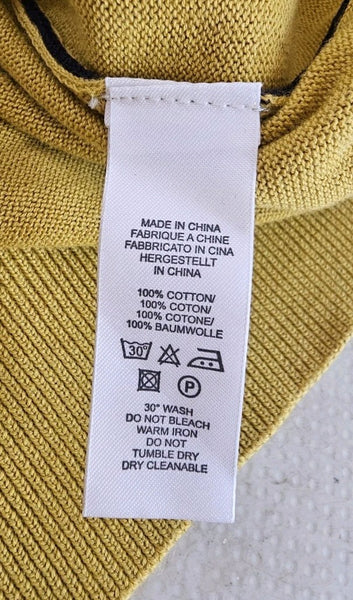 MADE IN CHINA
FABRIQUE A CHINE
FABBRICATO IN CINA
HERGESTELLT
IN CHINA
100% COTTON/
100% COTON/
100% COTONE/
100% BAUMWOLLE
30°
P
30° WASH
DO NOT BLEACH
WARM IRON
DO NOT
TUMBLE DRY
DRY CLEANABLE